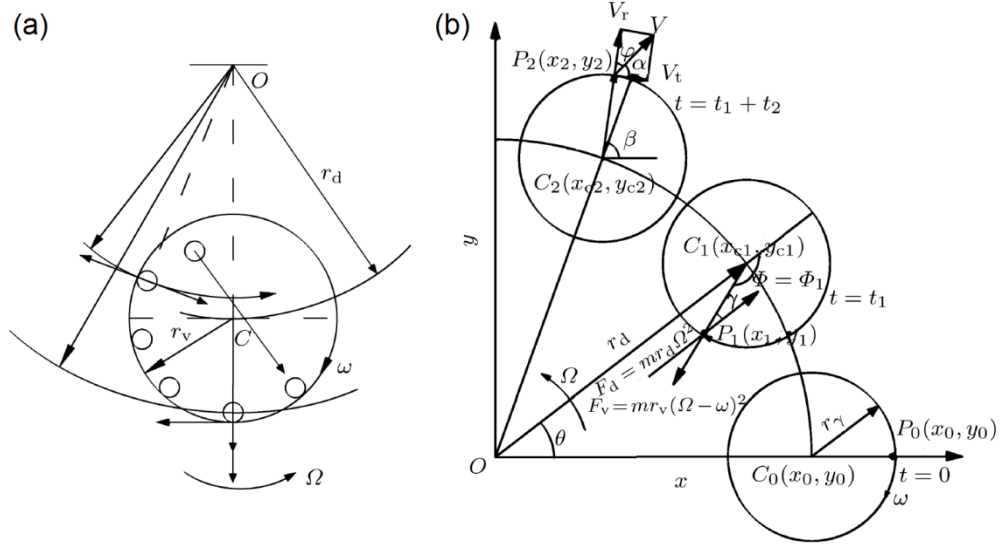 (a)
O
r_d
r_v
C
ω
Ω
(b)
V_r
V
P_2(x_2, y_2)
φ
α
V_t
t = t_1 + t_2
β
C_2(x_c2, y_c2)
y
C_1(x_c1, y_c1)
Φ = Φ_1
γ
t = t_1
r_d
P_1(x_1, y_1)
F_d = mr_dΩ^2
Ω
F_v = mr_v(Ω − ω)^2
r_γ
P_0(x_0, y_0)
θ
O
x
C_0(x_0, y_0)
t = 0
ω